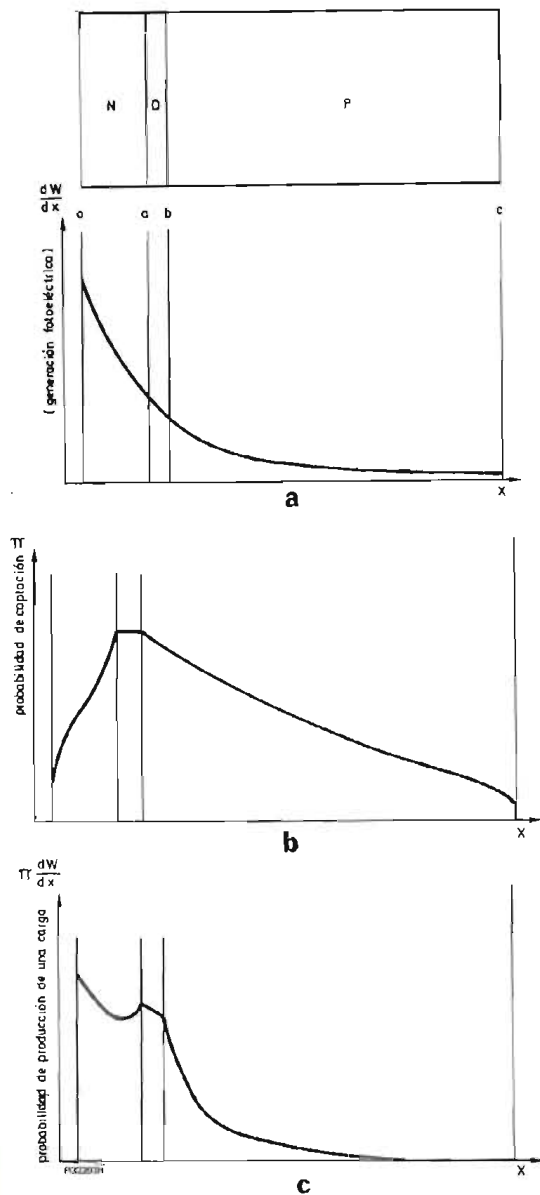 N D P
dW
dx
o a b c
(generación fotoeléctrica)
X
a
π
probabilidad de captación π
X
b
π dW
dx
probabilidad de producción de una carga
X
c